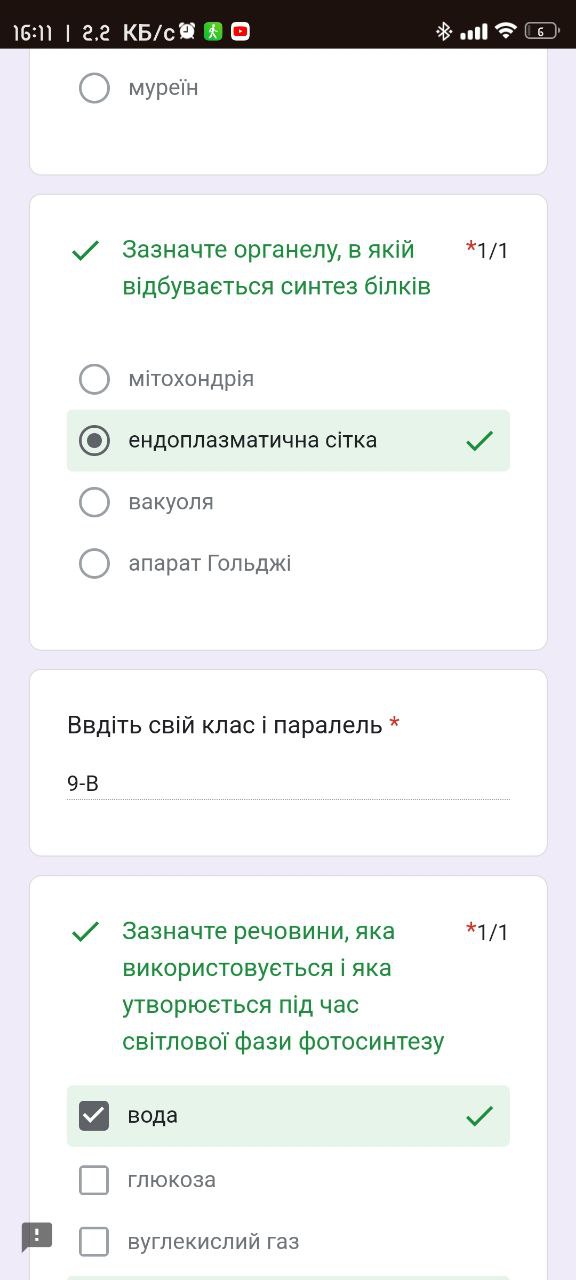 16:11 | 2.2 КБ/с 6
муреїн
Зазначте органелу, в якій *1/1
відбувається синтез білків
мітохондрія
ендоплазматична сітка
вакуоля
апарат Гольджі
Ввдіть свій клас і паралель *
9-В
Зазначте речовини, яка *1/1
використовується і яка
утворюється під час
світлової фази фотосинтезу
вода
глюкоза
вуглекислий газ